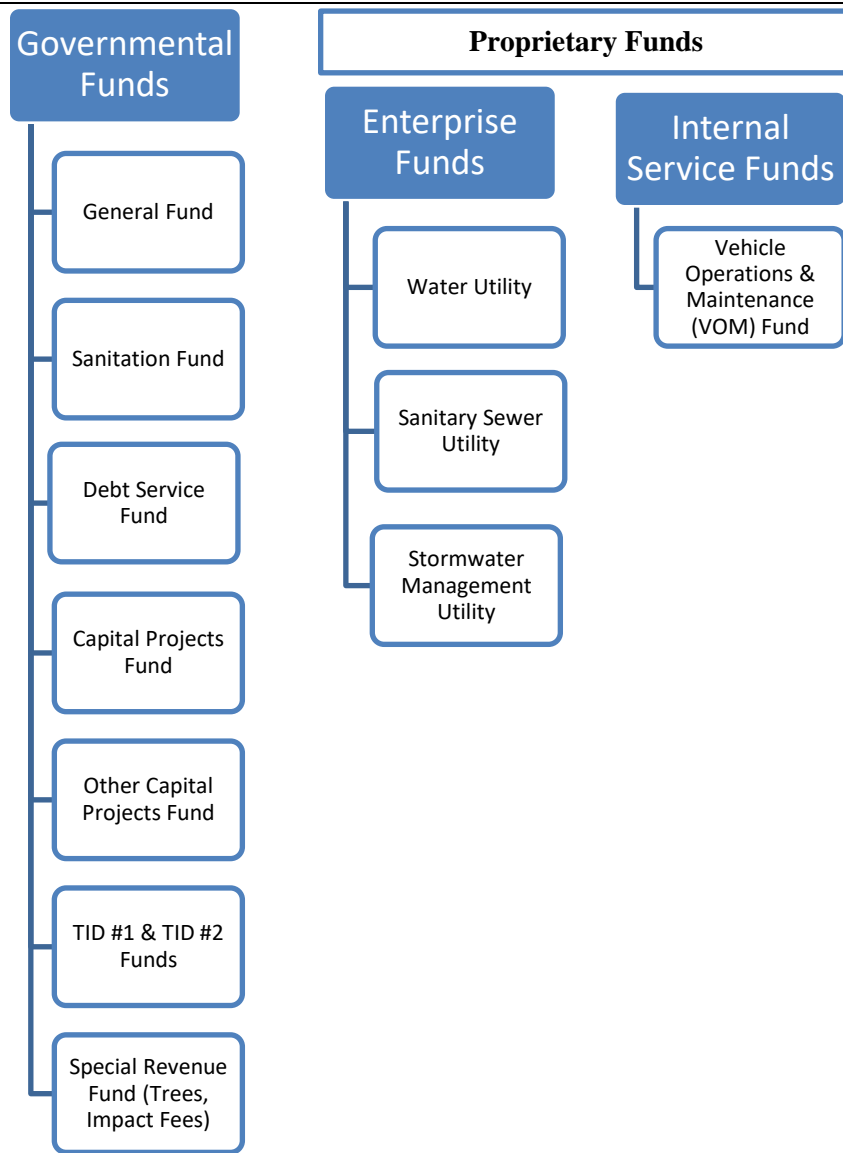 Governmental
Funds
General Fund
Sanitation Fund
Debt Service
Fund
Capital Projects
Fund
Other Capital
Projects Fund
TID #1 & TID #2
Funds
Special Revenue
Fund (Trees,
Impact Fees)
Proprietary Funds
Enterprise
Funds
Water Utility
Sanitary Sewer
Utility
Stormwater
Management
Utility
Internal
Service Funds
Vehicle
Operations &
Maintenance
(VOM) Fund